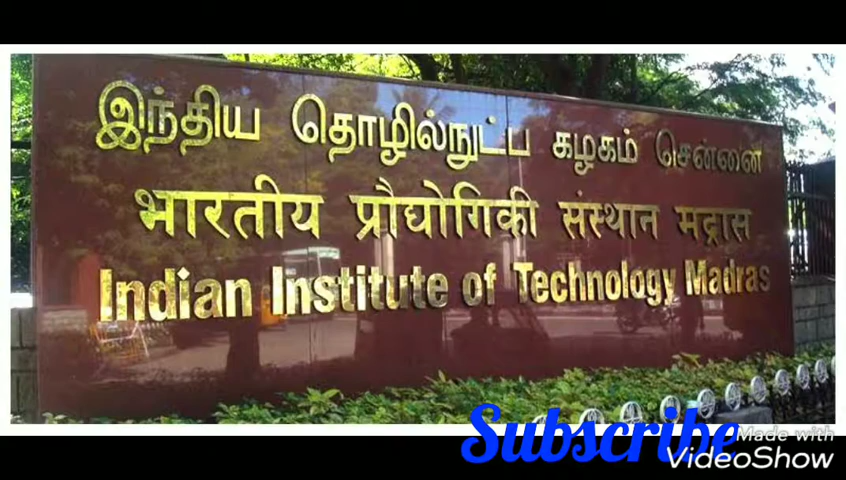 இந்திய தொழில்நுட்ப கழகம் சென்னை
भारतीय प्रौद्योगिकी संस्थान मद्रास
Indian Institute of Technology Madras
Subscribe
Made with
VideoShow